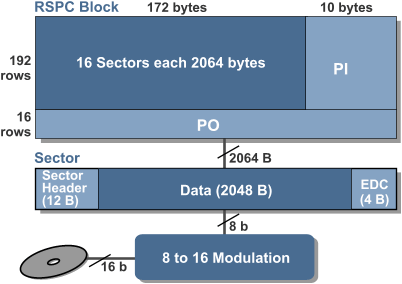 RSPC Block
172 bytes
10 bytes
192
rows
16 Sectors each 2064 bytes
PI
16
rows
PO
2064 B
Sector
Sector
Header
(12 B)
Data (2048 B)
EDC
(4 B)
8 b
8 to 16 Modulation
16 b